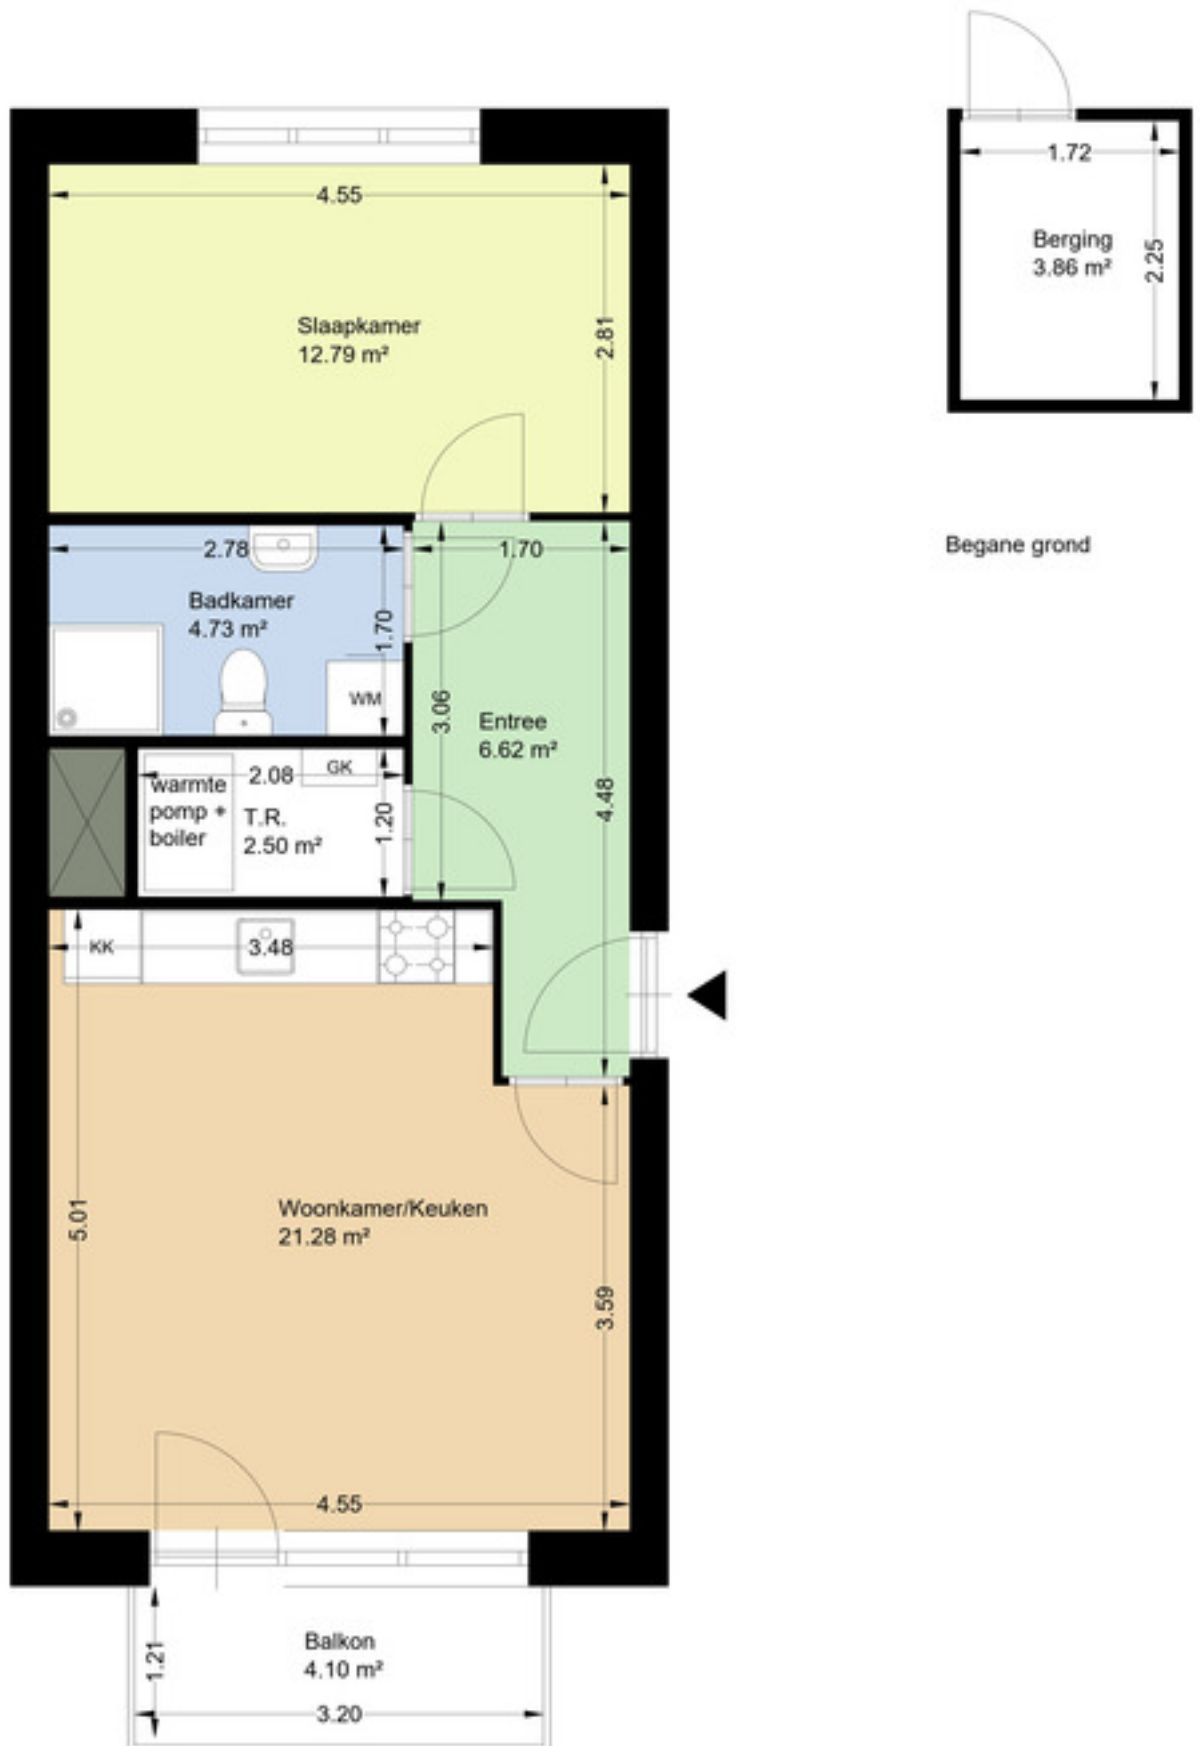 1.72
Berging
3.86 m²
2.25
Begane grond
4.55
Slaapkamer
12.79 m²
2.81
2.78
1.70
Badkamer
4.73 m²
1.70
WM
3.06
Entree
6.62 m²
4.48
2.08
GK
warmte
pomp +
boiler
T.R.
2.50 m²
1.20
KK
3.48
5.01
Woonkamer/Keuken
21.28 m²
3.59
4.55
Balkon
4.10 m²
1.21
3.20